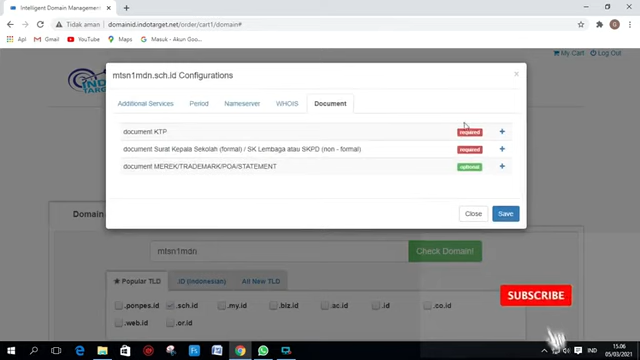 Intelligent Domain Management
Tidak aman | domainid.indotarget.net/order/cart1/domain#
Gmail YouTube Maps Masuk - Akun Goo...
My Cart Log Out
mtsn1mdn.sch.id Configurations
Additional Services Period Nameserver WHOIS Document
document KTP required
document Surat Kepala Sekolah (formal) / SK Lembaga atau SKPD (non - formal) required
document MEREK/TRADEMARK/POA/STATEMENT optional
Close Save
Domain
mtsn1mdn Check Domain!
Popular TLD .ID (Indonesian) All New TLD
.ponpes.id .sch.id .my.id .biz.id .ac.id .id .co.id
.web.id .or.id
SUBSCRIBE
IND
15.06
05/03/2021